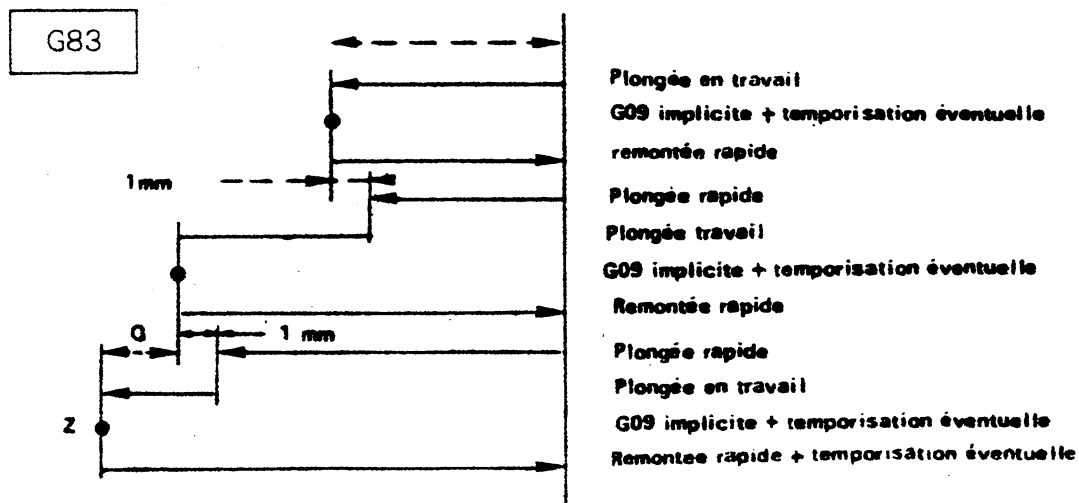 G83
Plongée en travail
G09 implicite + temporisation éventuelle
remontée rapide
1mm
Plongée rapide
Plongée travail
G09 implicite + temporisation éventuelle
Remontée rapide
Q 1 mm
Plongée rapide
Plongée en travail
Z G09 implicite + temporisation éventuelle
Remontee rapide + temporisation éventuelle